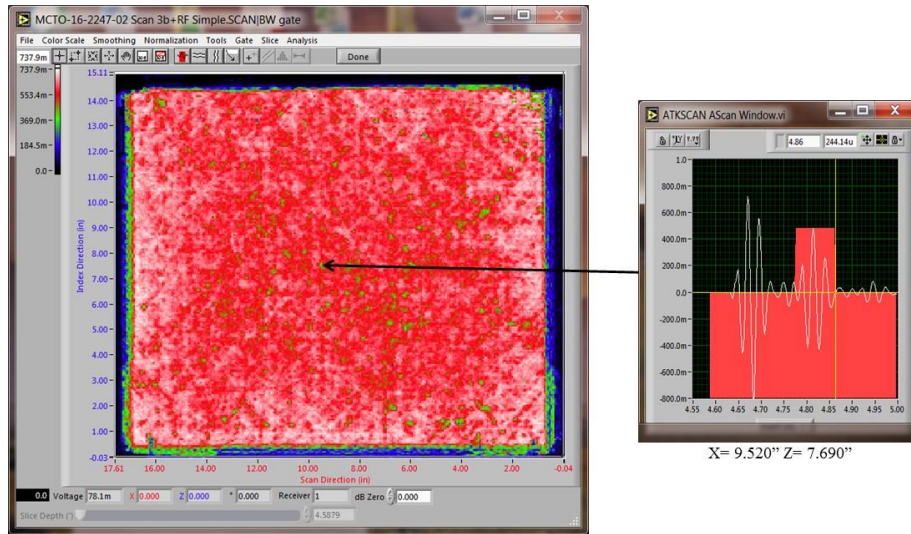 MCTO-16-2247-02 Scan 3b+RF Simple.SCAN|BW gate
File Color Scale Smoothing Normalization Tools Gate Slice Analysis
737.9m
Done
737.9m
553.4m
369.0m
184.5m
0.0
15.11
14.00
13.00
12.00
11.00
10.00
9.00
8.00
7.00
6.00
5.00
4.00
3.00
2.00
1.00
-0.03
Index Direction (in)
17.61 16.00 14.00 12.00 10.00 8.00 6.00 4.00 2.00 -0.04
Scan Direction (in)
0.0 Voltage 78.1m X 0.000 Z 0.000 * 0.000 Receiver 1 dB Zero 0.000
Slice Depth (") 4.5879
ATKSCAN AScan Window.vi
4.86 244.14u
1.0
800.0m
600.0m
400.0m
200.0m
0.0
-200.0m
-400.0m
-600.0m
-800.0m
4.55 4.60 4.65 4.70 4.75 4.80 4.85 4.90 4.95 5.00
X= 9.520” Z= 7.690”